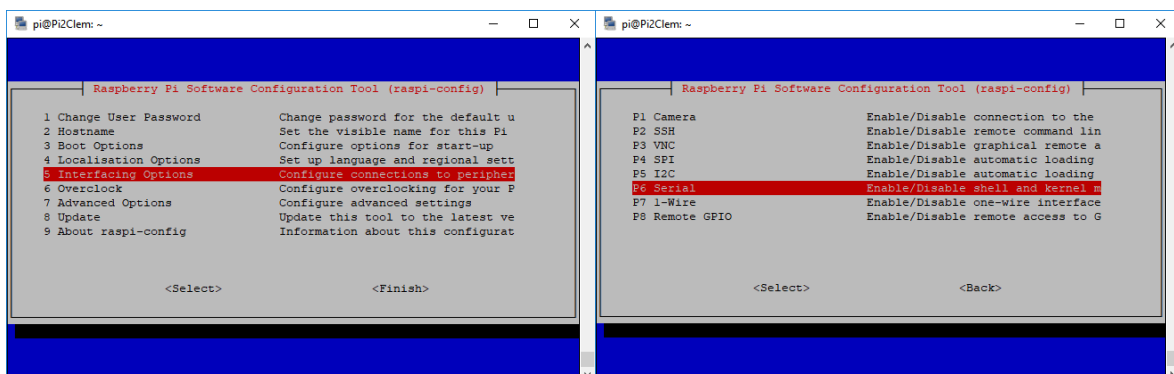 pi@Pi2Clem: ~
Raspberry Pi Software Configuration Tool (raspi-config)
1 Change User Password Change password for the default u
2 Hostname Set the visible name for this Pi
3 Boot Options Configure options for start-up
4 Localisation Options Set up language and regional sett
5 Interfacing Options Configure connections to peripher
6 Overclock Configure overclocking for your P
7 Advanced Options Configure advanced settings
8 Update Update this tool to the latest ve
9 About raspi-config Information about this configurat
<Select> <Finish>
pi@Pi2Clem: ~
Raspberry Pi Software Configuration Tool (raspi-config)
P1 Camera Enable/Disable connection to the
P2 SSH Enable/Disable remote command lin
P3 VNC Enable/Disable graphical remote a
P4 SPI Enable/Disable automatic loading
P5 I2C Enable/Disable automatic loading
P6 Serial Enable/Disable shell and kernel m
P7 1-Wire Enable/Disable one-wire interface
P8 Remote GPIO Enable/Disable remote access to G
<Select> <Back>